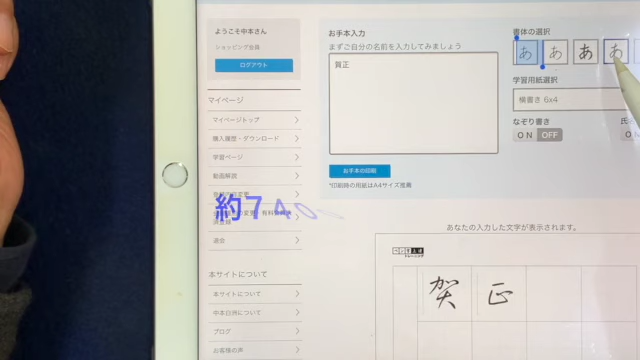 ようこそ中本さん
ショッピング会員
ログアウト
マイページ
マイページトップ
購入履歴・ダウンロード
学習ページ
動画解説
退会
本サイトについて
本サイトについて
ブログ
お客様の声
お手本入力
まずご自分の名前を入力してみましょう
賀正
お手本の印刷
*印刷時の用紙はA4サイズ推奨
書体の選択
あ あ あ あ
学習用紙選択
横書き 6x4
なぞり書き
ON OFF
約740
あなたの入力した文字が表示されます。
賀 正